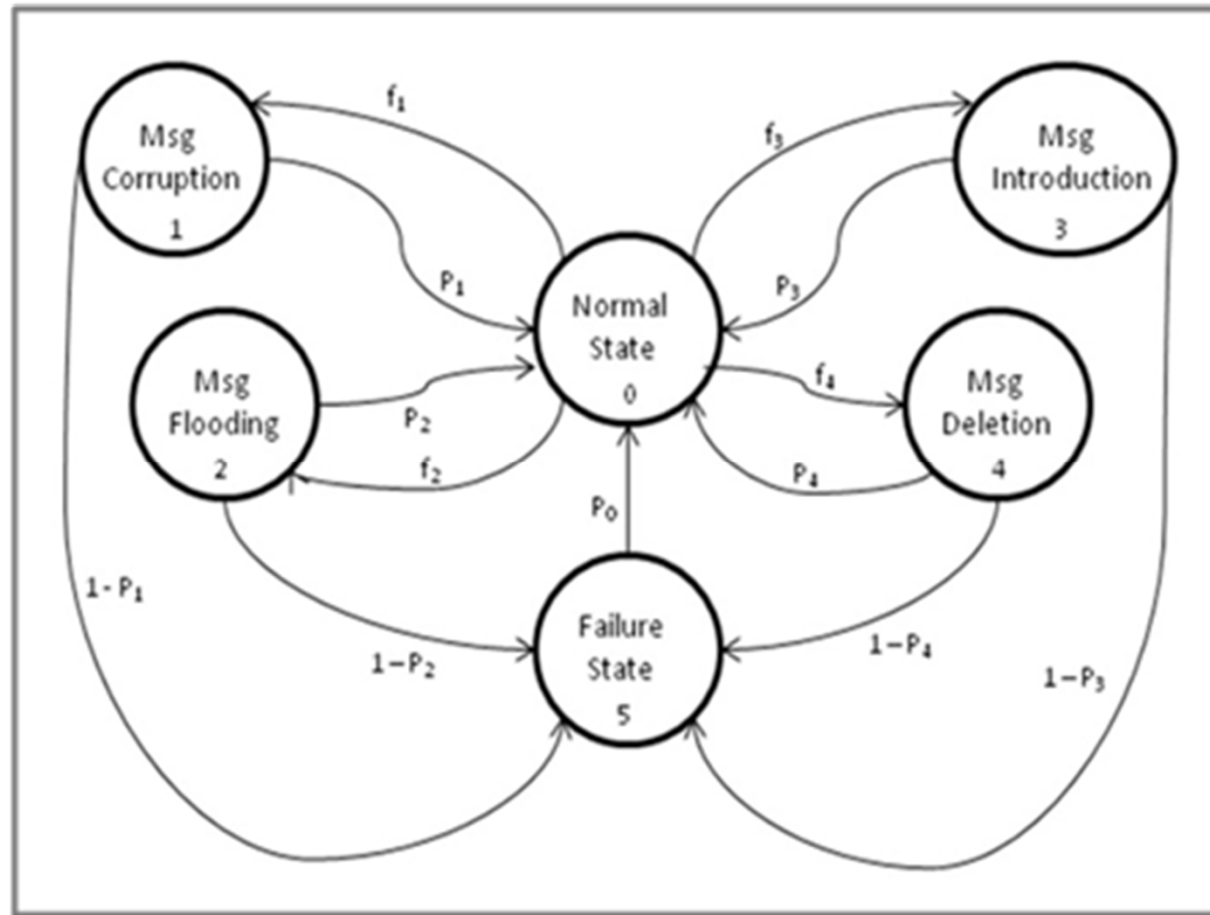 f₁
f₃
Msg
Corruption
1
Msg
Introduction
3
P₁
P₃
Normal
State
0
Msg
Flooding
2
P₂
f₂
f₄
Msg
Deletion
4
P₄
P₀
1-P₁
Failure
State
5
1–P₂
1–P₄
1–P₃